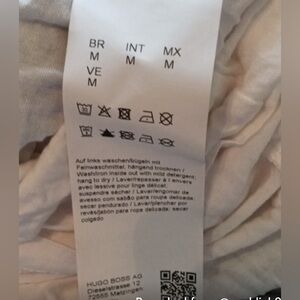 BR INT MX
M M M
VE
M
Auf links waschen/bügeln mit
Feinwaschmittel, hängend trocknen /
Wash/iron inside out with mild detergent,
hang to dry / Laver/repasser à l'envers
avec lessive pour linge délicat,
suspendre séchage / Lavar/engomar
do avesso com sabão para roupa delicada,
secar pendurado / Lavar/planchar por
revés/jabón para ropa delicada, secar
colgado
HUGO BOSS AG
Dieselstrasse 12
72555 Metzingen